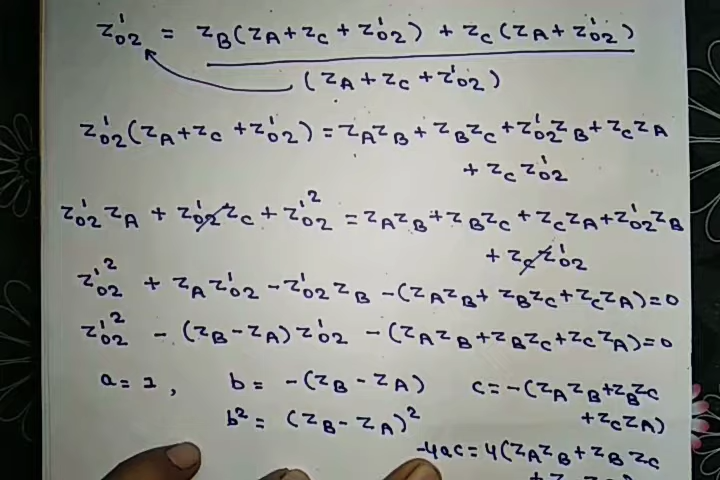 z'02 = zB(zA+zC+z'02) + zC(zA+z'02)
(zA+zC+z'02)
z'02(zA+zC+z'02) = zAzB+zBzC+z'02zB+zCzA
+zCz'02
z'02zA + z'02zC + z'02² = zAzB+zBzC+zCzA+z'02zB
+zCz'02
z'02² + zAz'02 - z'02zB - (zAzB+zBzC+zCzA)=0
z'02² - (zB-zA)z'02 - (zAzB+zBzC+zCzA)=0
a=1, b= -(zB-zA) c=-(zAzB+zBzC
b²= (zB-zA)² +zCzA)
-4ac=4(zAzB+zBzC